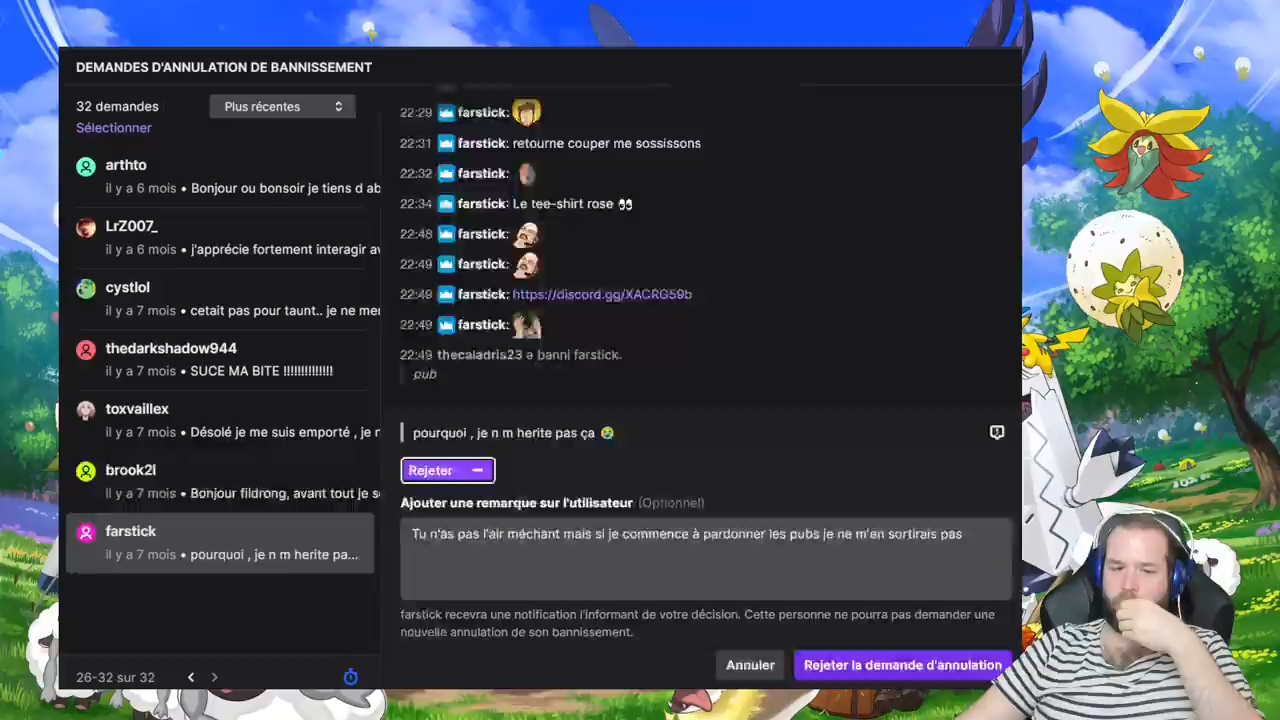 DEMANDES D'ANNULATION DE BANNISSEMENT
32 demandes
Plus récentes
Sélectionner
arthto
il y a 6 mois • Bonjour ou bonsoir je tiens d ab
LrZ007_
il y a 6 mois • j'apprécie fortement interagir av
cystlol
il y a 7 mois • cetait pas pour taunt.. je ne mer
thedarkshadow944
il y a 7 mois • SUCE MA BITE !!!!!!!!!!!!!!
toxvaillex
il y a 7 mois • Désolé je me suis emporté , je r
brook2l
il y a 7 mois • Bonjour fildrong, avant tout je s
farstick
il y a 7 mois • pourquoi , je n m herite pa...
26-32 sur 32
22:29 farstick:
22:31 farstick: retourne couper me sossissons
22:32 farstick:
22:34 farstick: Le tee-shirt rose 👀
22:48 farstick:
22:49 farstick:
22:49 farstick: https://discord.gg/XACRG59b
22:49 farstick:
22:49 thecaladris23 a banni farstick.
pub
pourquoi , je n m herite pas ça 😭
Rejeter
Ajouter une remarque sur l'utilisateur (Optionnel)
Tu n'as pas l'air méchant mais si je commence à pardonner les pubs je ne m'en sortirais pas
farstick recevra une notification l'informant de votre décision. Cette personne ne pourra pas demander une
nouvelle annulation de son bannissement.
Annuler
Rejeter la demande d'annulation